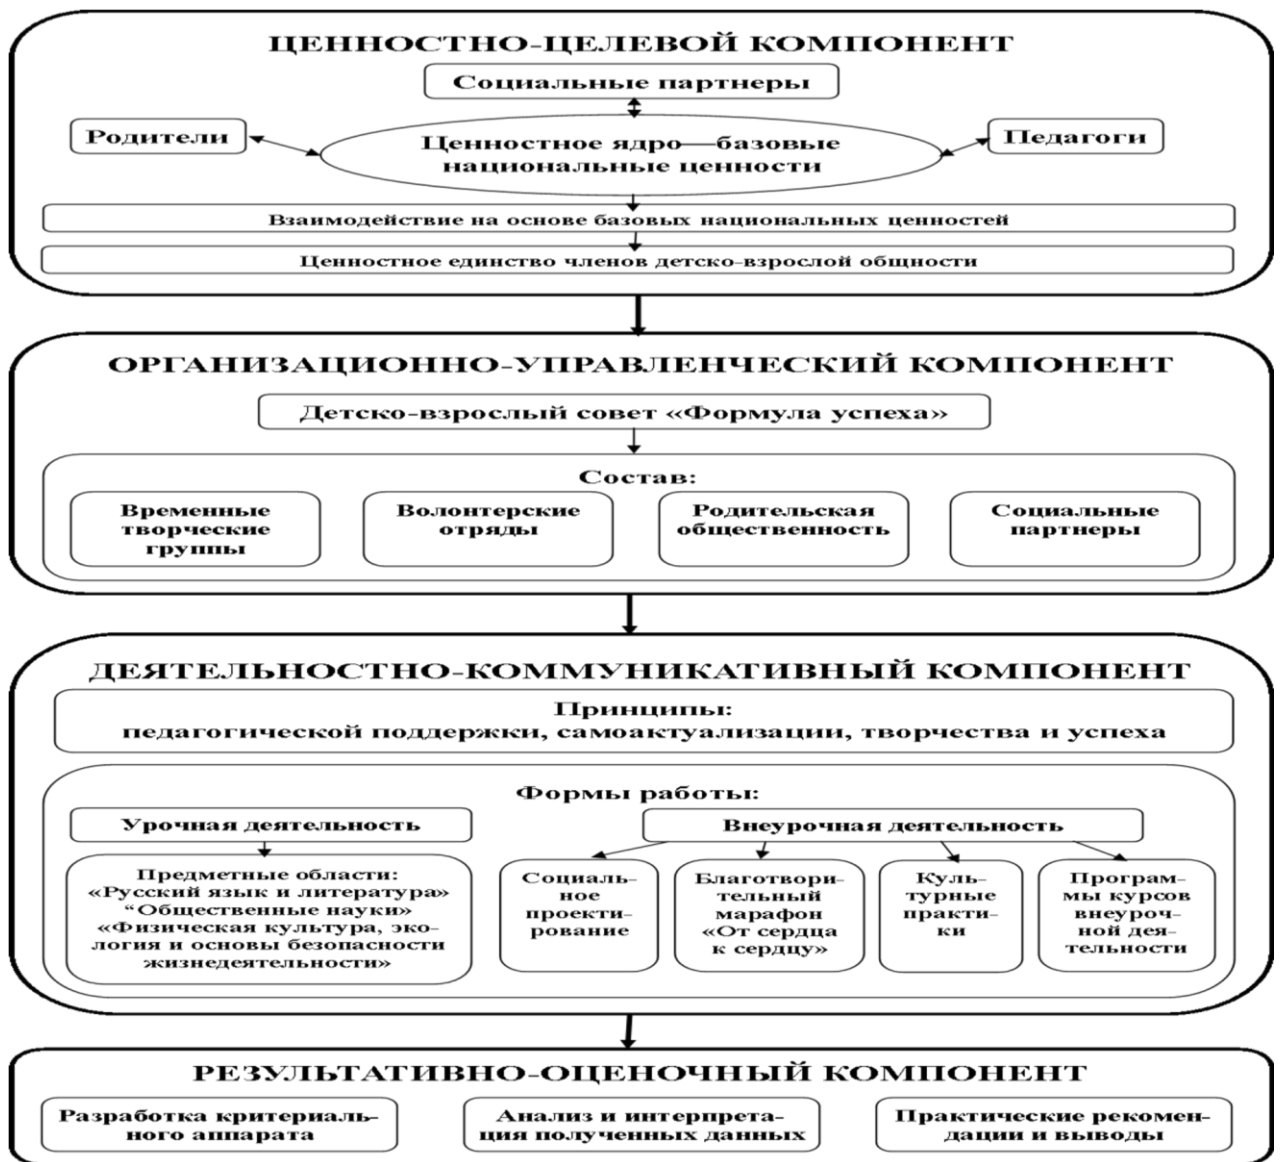 ЦЕННОСТНО-ЦЕЛЕВОЙ КОМПОНЕНТ
Социальные партнеры
Родители
Ценностное ядро—базовые
национальные ценности
Педагоги
Взаимодействие на основе базовых национальных ценностей
Ценностное единство членов детско-взрослой общности
ОРГАНИЗАЦИОННО-УПРАВЛЕНЧЕСКИЙ КОМПОНЕНТ
Детско-взрослый совет «Формула успеха»
Состав:
Временные
творческие
группы
Волонтерские
отряды
Родительская
общественность
Социальные
партнеры
ДЕЯТЕЛЬНОСТНО-КОММУНИКАТИВНЫЙ КОМПОНЕНТ
Принципы:
педагогической поддержки, самоактуализации, творчества и успеха
Формы работы:
Урочная деятельность
Предметные области:
«Русский язык и литература»
“Общественные науки»
«Физическая культура, эко-
логия и основы безопасности
жизнедеятельности»
Внеурочная деятельность
Социаль-
ное
проекти-
рование
Благотвори-
тельный
марафон
«От сердца
к сердцу»
Куль-
турные
практи-
ки
Програм-
мы курсов
внеуроч-
ной дея-
тельности
РЕЗУЛЬТАТИВНО-ОЦЕНОЧНЫЙ КОМПОНЕНТ
Разработка критериаль-
ного аппарата
Анализ и интерпрета-
ция полученных данных
Практические рекомен-
дации и выводы